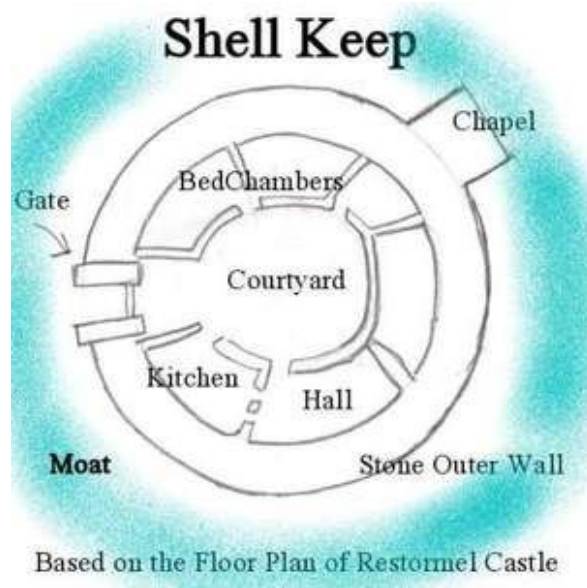 Shell Keep
Chapel
BedChambers
Gate
Courtyard
Kitchen
Hall
Moat
Stone Outer Wall
Based on the Floor Plan of Restormel Castle